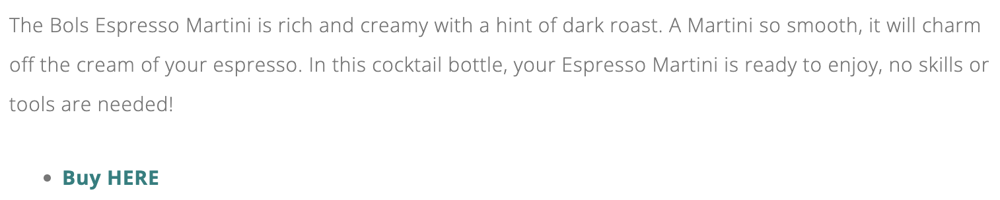 The Bols Espresso Martini is rich and creamy with a hint of dark roast. A Martini so smooth, it will charm
off the cream of your espresso. In this cocktail bottle, your Espresso Martini is ready to enjoy, no skills or
tools are needed!
• Buy HERE